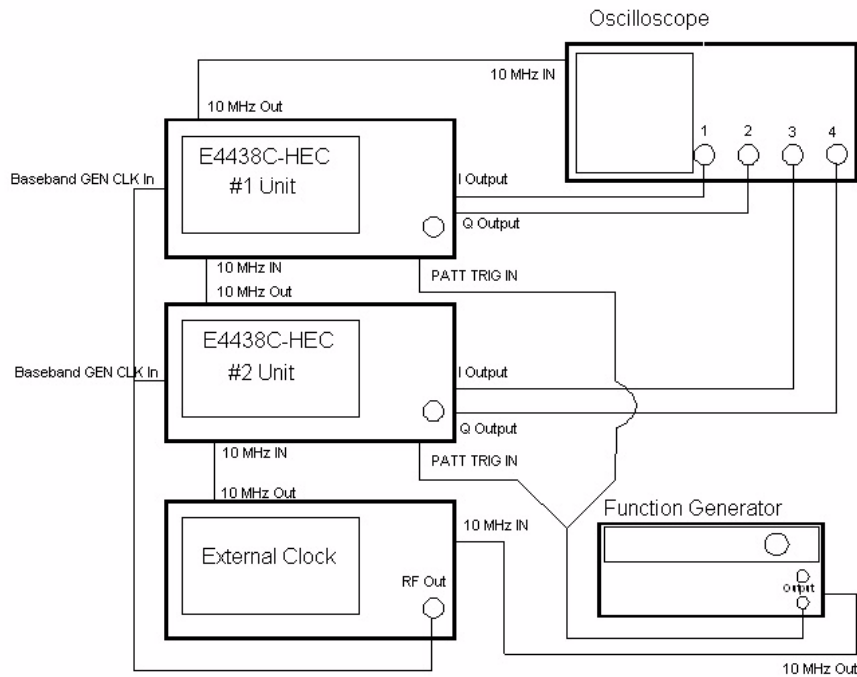 Oscilloscope
10 MHz IN
1 2 3 4
10 MHz Out
E4438C-HEC
#1 Unit
Baseband GEN CLK In
I Output
Q Output
10 MHz IN
PATT TRIG IN
10 MHz Out
E4438C-HEC
#2 Unit
Baseband GEN CLK In
I Output
Q Output
10 MHz IN
PATT TRIG IN
10 MHz Out
Function Generator
10 MHz IN
External Clock
RF Out
Output
10 MHz Out